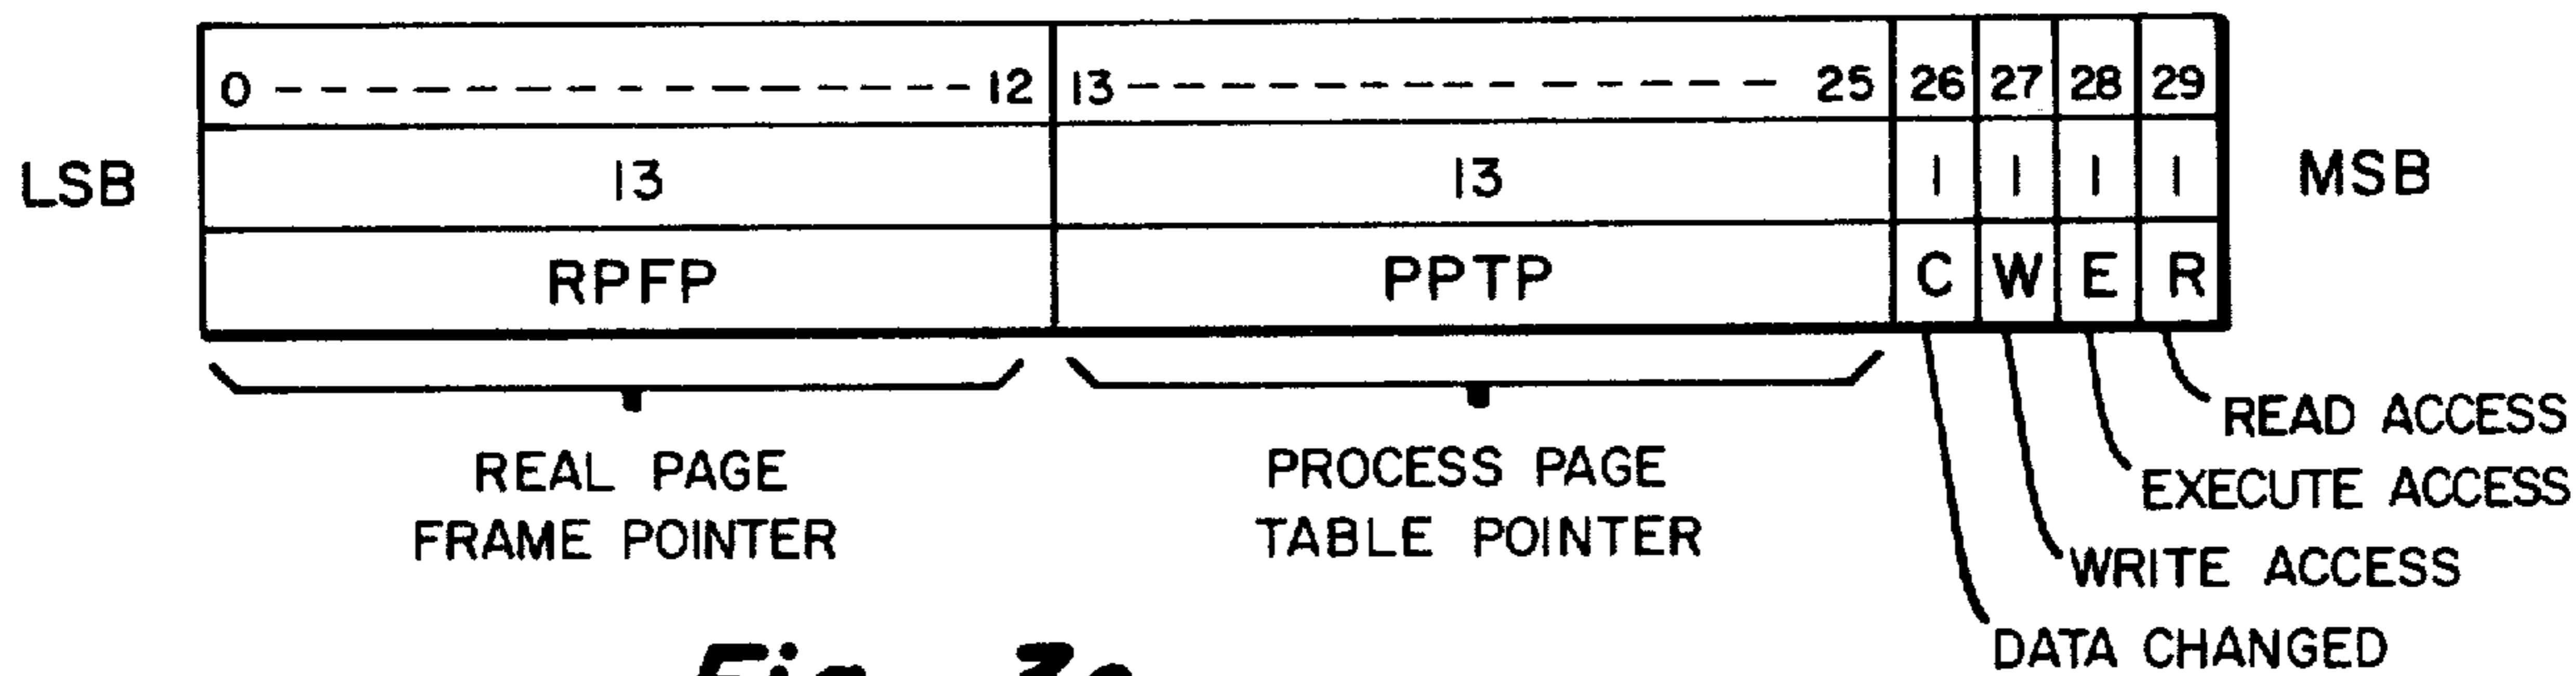 0 - - - - - - - - - - - - - - - 12 13 - - - - - - - - - - - - - 25 26 27 28 29
LSB 13 13 1 1 1 1 MSB
RPFP PPTP C W E R
REAL PAGE
FRAME POINTER
PROCESS PAGE
TABLE POINTER
READ ACCESS
EXECUTE ACCESS
WRITE ACCESS
DATA CHANGED